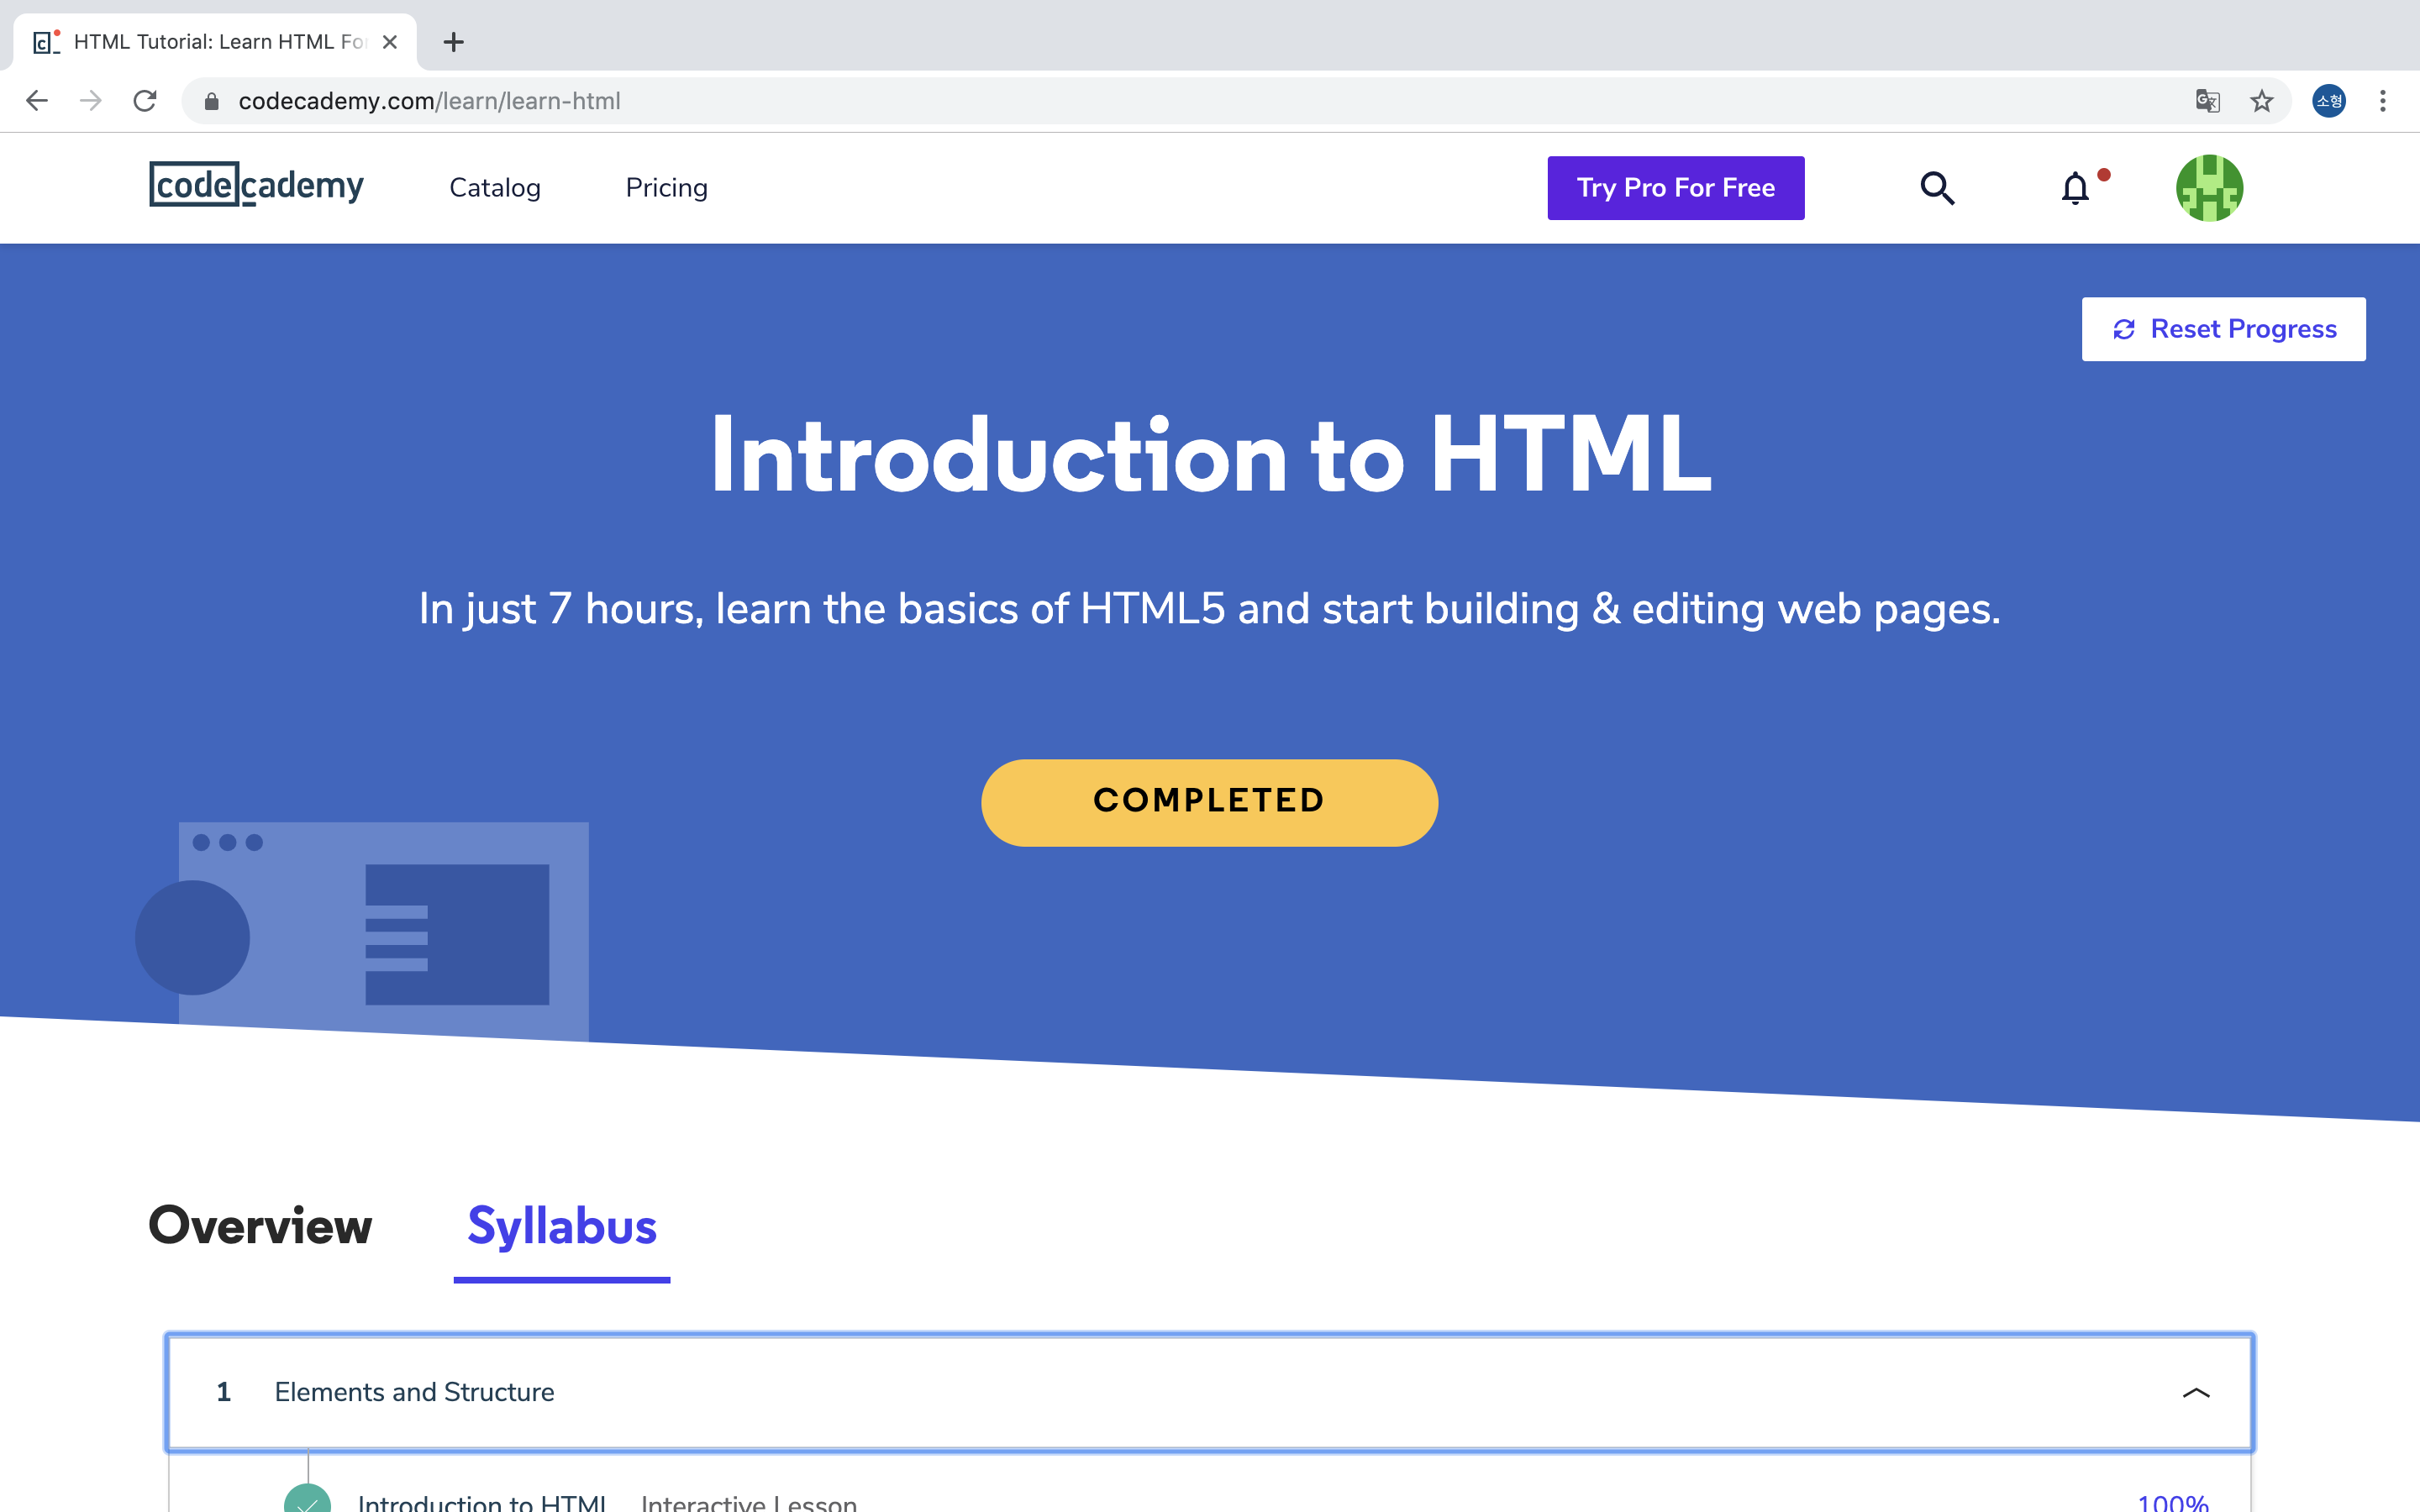 HTML Tutorial: Learn HTML Fo
codecademy.com/learn/learn-html
소형
codecademy
Catalog
Pricing
Try Pro For Free
Reset Progress
Introduction to HTML
In just 7 hours, learn the basics of HTML5 and start building & editing web pages.
COMPLETED
Overview
Syllabus
1 Elements and Structure
Introduction to HTML Interactive Lesson 100%